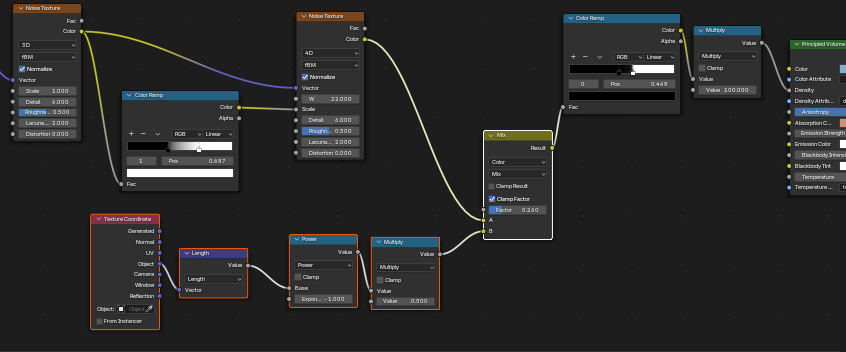 Noise Texture
Fac
Color
3D
fBM
Normalize
Vector
Scale 1.000
Detail 6.000
Roughne... 0.500
Lacuna... 2.000
Distortion 0.000
Color Ramp
Color
Alpha
RGB
Linear
1
Pos 0.687
Fac
Noise Texture
Fac
Color
4D
fBM
Normalize
Vector
W 22.000
Scale
Detail 6.000
Roughn... 0.500
Lacuna... 2.000
Distortion 0.000
Texture Coordinate
Generated
Normal
UV
Object
Camera
Window
Reflection
Object:
Object
From Instancer
Length
Value
Length
Vector
Power
Value
Power
Clamp
Base
Expon... -1.000
Multiply
Value
Multiply
Clamp
Value
Value 0.500
Mix
Result
Color
Mix
Clamp Result
Clamp Factor
Factor 0.260
A
B
Color Ramp
Color
Alpha
RGB
Linear
0
Pos 0.468
Fac
Multiply
Value
Multiply
Clamp
Value
Value 100.000
Principled Volume
Color
Color Attribute
Density
Density Attrib...
Anisotropy
Absorption C...
Emission Strength
Emission Color
Blackbody Intens
Blackbody Tint
Temperature
Temperature ...